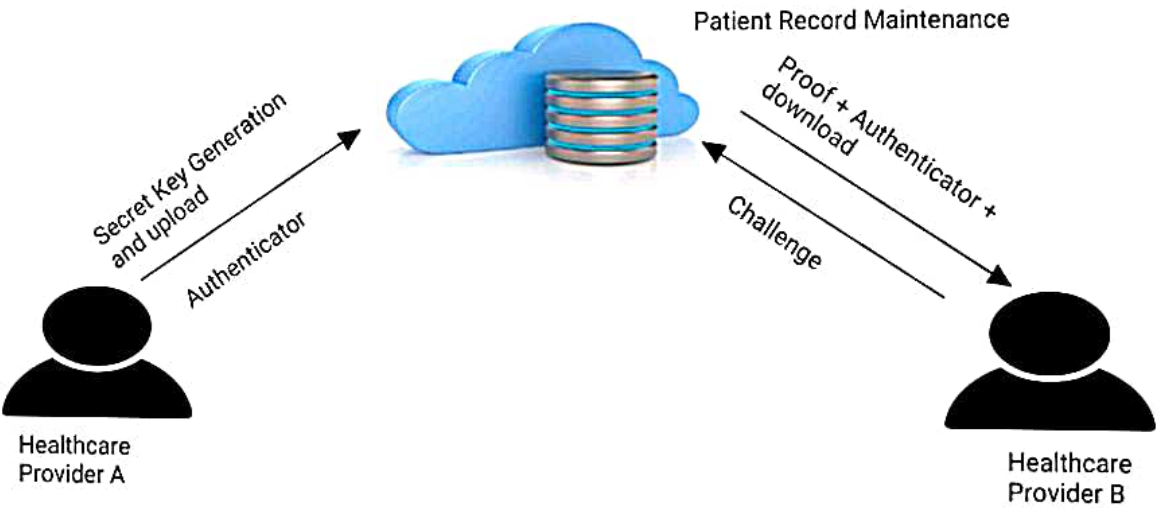 Patient Record Maintenance
Secret Key Generation
and upload
Authenticator
Proof + Authenticator +
download
Challenge
Healthcare
Provider A
Healthcare
Provider B